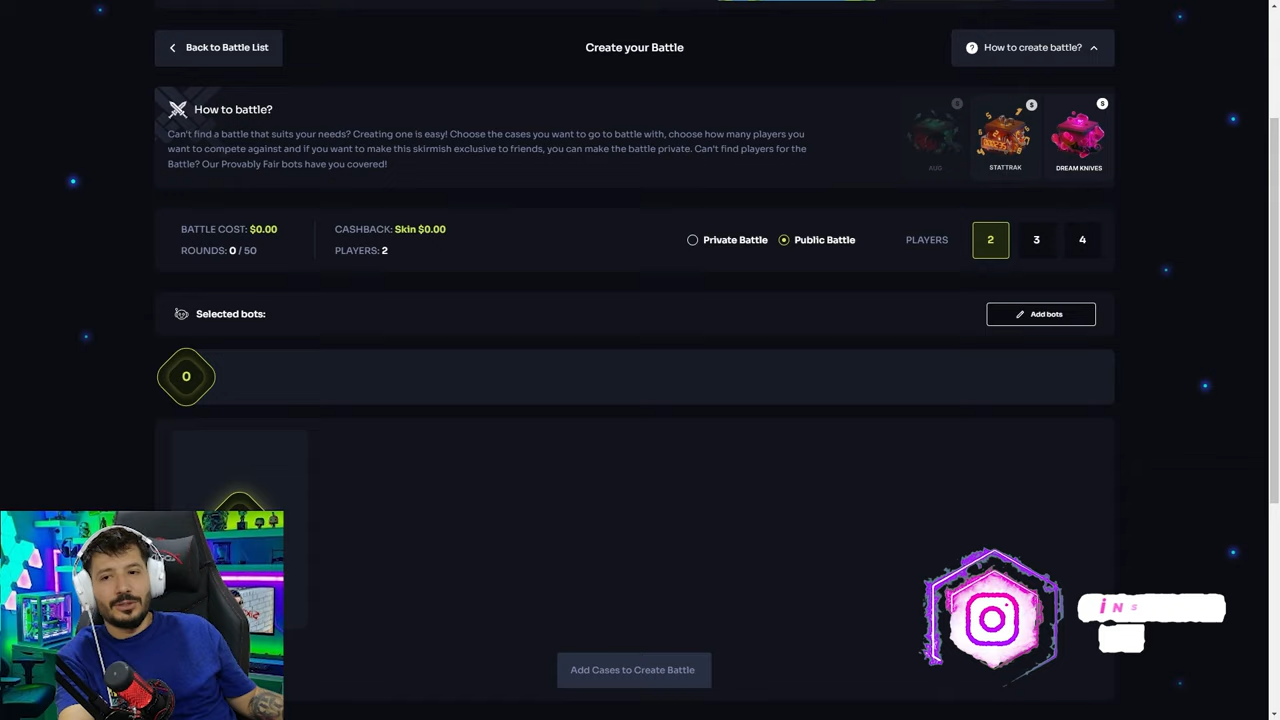 Back to Battle List
Create your Battle
How to create battle?
How to battle?
Can't find a battle that suits your needs? Creating one is easy! Choose the cases you want to go to battle with, choose how many players you
want to compete against and if you want to make this skirmish exclusive to friends, you can make the battle private. Can't find players for the
Battle? Our Provably Fair bots have you covered!
AUG
STATTRAK
DREAM KNIVES
BATTLE COST: $0.00
CASHBACK: Skin $0.00
ROUNDS: 0 / 50
PLAYERS: 2
Private Battle
Public Battle
PLAYERS
2
3
4
Selected bots:
Add bots
0
Add Cases to Create Battle
INS